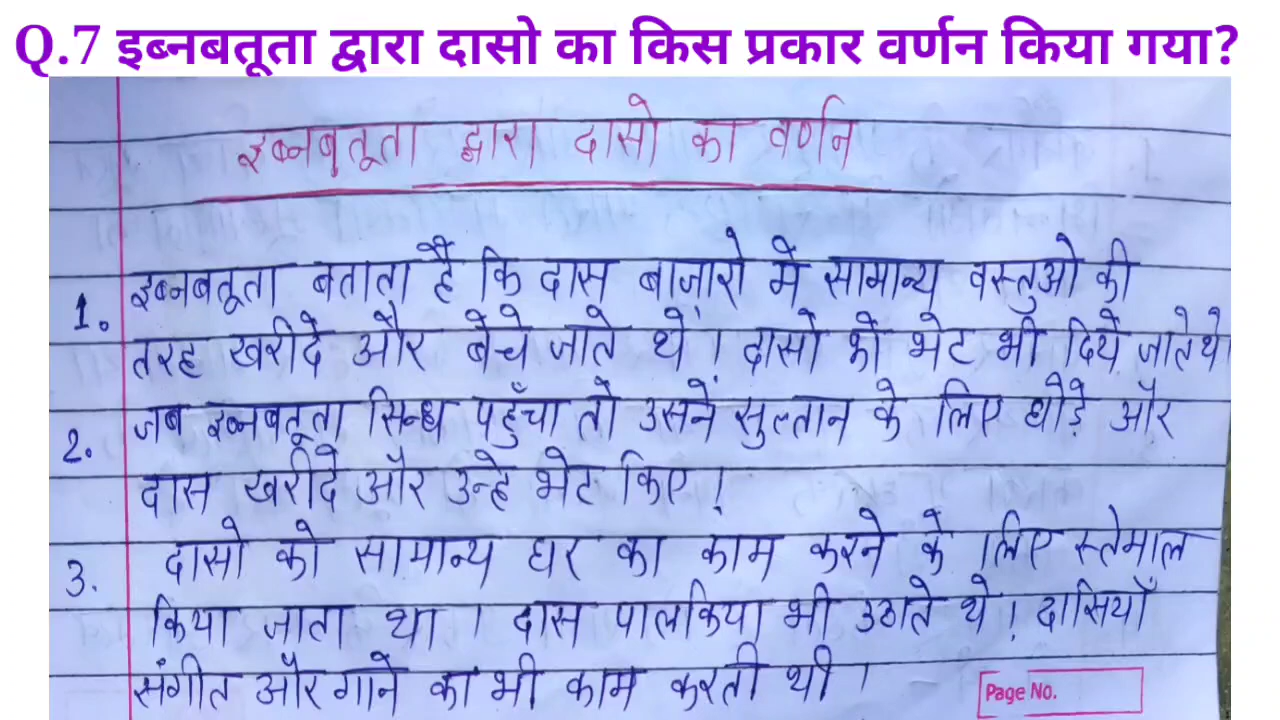 Q.7 इब्नबतूता द्वारा दासो का किस प्रकार वर्णन किया गया?
इब्नबतूता द्वारा दासो का वर्णन
1. इब्नबतूता बताता है कि दास बाज़ारो में सामान्य वस्तुओ की
तरह खरीदे और बेचे जाते थे। दासो को भेट भी दिये जाते थे
2. जब इब्नबतूता सिन्ध पहुँचा तो उसने सुल्तान के लिए घोड़े और
दास खरीदे और उन्हे भेट किए।
3. दासो को सामान्य घर का काम करने के लिए स्तेमाल
किया जाता था । दास पालकिया भी उठाते थे। दासियाँ
संगीत और गाने का भी काम करती थी ।
Page No.